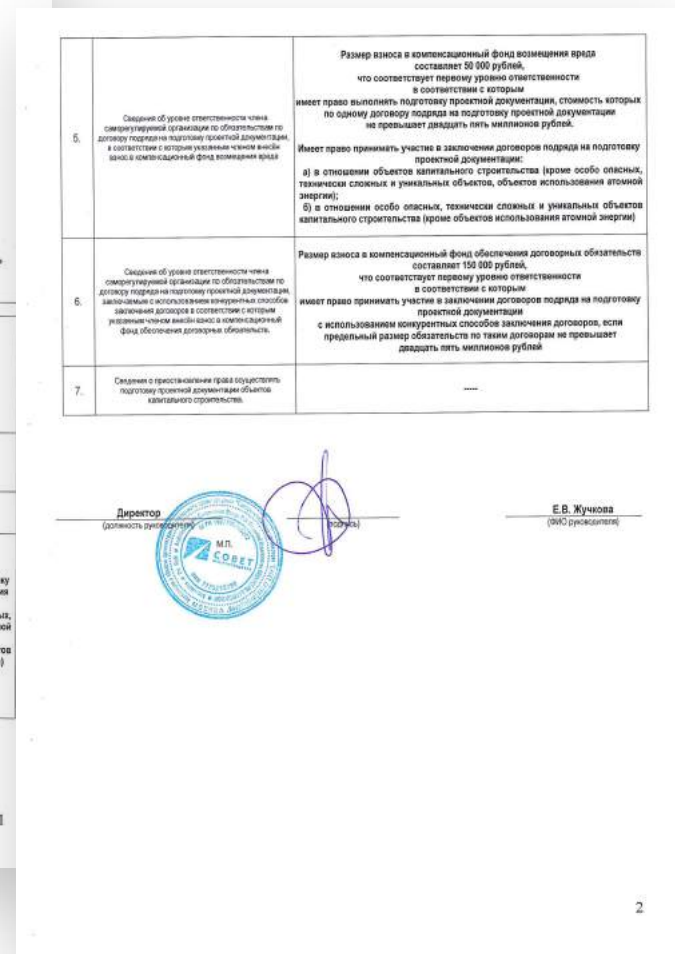 5.
Сведения об уровне ответственности члена
саморегулируемой организации по обязательствам по
договору подряда на подготовку проектной документации,
в соответствии с которым указанным членом внесён
взнос в компенсационный фонд возмещения вреда
Размер взноса в компенсационный фонд возмещения вреда
составляет 50 000 рублей,
что соответствует первому уровню ответственности
в соответствии с которым
имеет право выполнять подготовку проектной документации, стоимость которых
по одному договору подряда на подготовку проектной документации
не превышает двадцать пять миллионов рублей.
Имеет право принимать участие в заключении договоров подряда на подготовку
проектной документации:
а) в отношении объектов капитального строительства (кроме особо опасных,
технически сложных и уникальных объектов, объектов использования атомной
энергии);
б) в отношении особо опасных, технически сложных и уникальных объектов
капитального строительства (кроме объектов использования атомной энергии)
6.
Сведения об уровне ответственности члена
саморегулируемой организации по обязательствам по
договору подряда на подготовку проектной документации,
заключаемым с использованием конкурентных способов
заключения договоров в соответствии с которым
указанным членом внесён взнос в компенсационный
фонд обеспечения договорных обязательств.
Размер взноса в компенсационный фонд обеспечения договорных обязательств
составляет 150 000 рублей,
что соответствует первому уровню ответственности
в соответствии с которым
имеет право принимать участие в заключении договоров подряда на подготовку
проектной документации
с использованием конкурентных способов заключения договоров, если
предельный размер обязательств по таким договорам не превышает
двадцать пять миллионов рублей
7.
Сведения о приостановлении права осуществлять
подготовку проектной документации объектов
капитального строительства.
-----
Директор
(должность руководителя)
М.П.
СОВЕТ
(подпись)
Е.В. Жучкова
(ФИО руководителя)
2